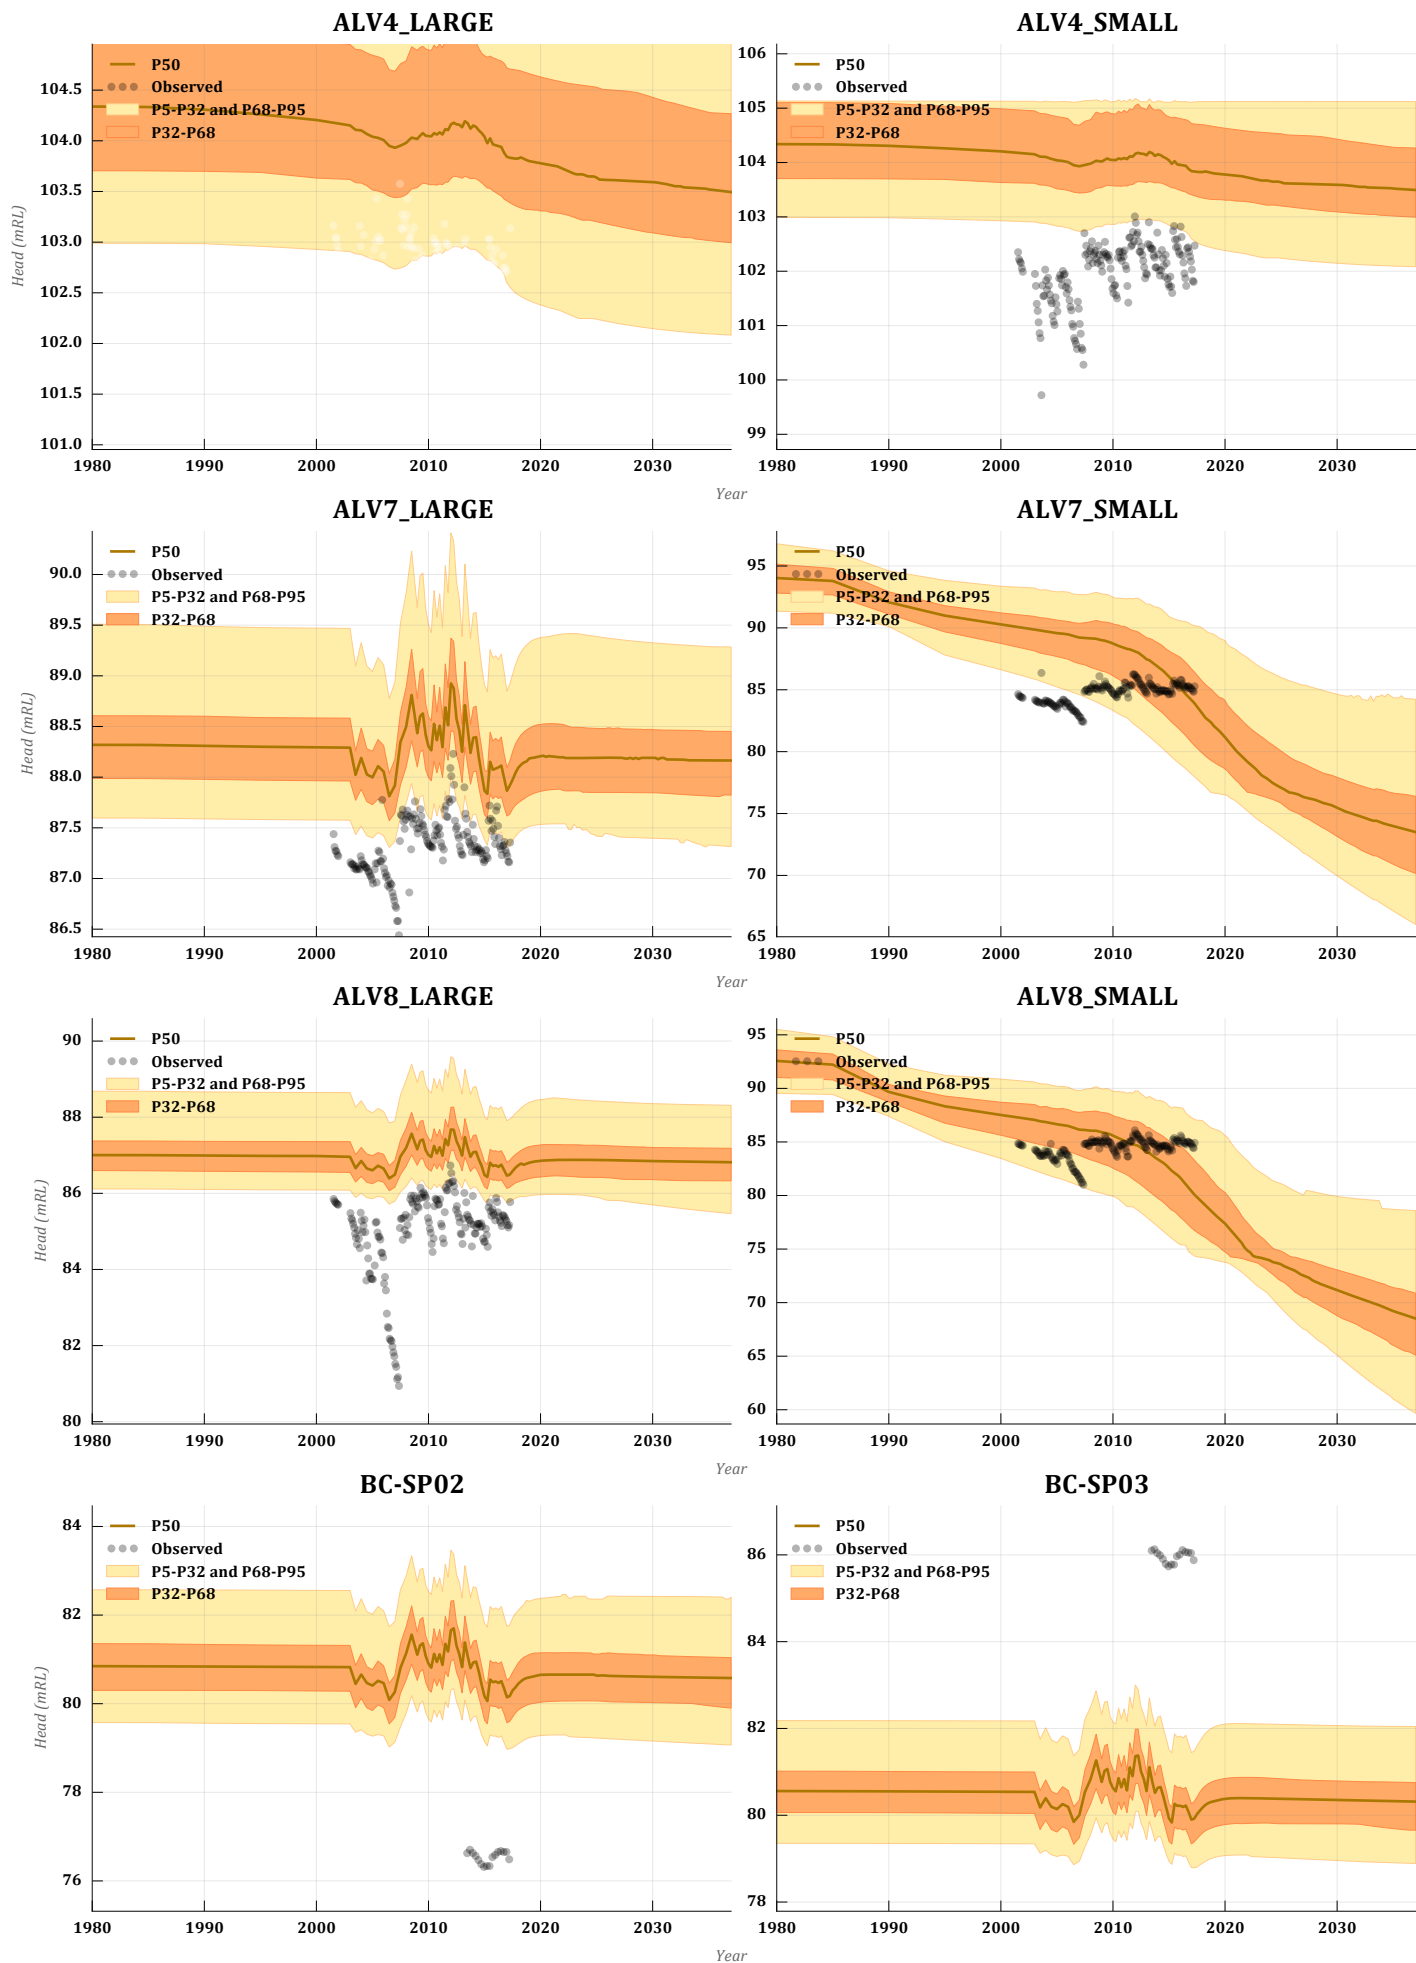 ALV4_LARGE
ALV4_SMALL
P50
Observed
P5-P32 and P68-P95
P32-P68
104.5
104.0
103.5
103.0
102.5
102.0
101.5
101.0
Head (mRL)
1980 1990 2000 2010 2020 2030
P50
Observed
P5-P32 and P68-P95
P32-P68
106
105
104
103
102
101
100
99
1980 1990 2000 2010 2020 2030
Year
ALV7_LARGE
ALV7_SMALL
P50
Observed
P5-P32 and P68-P95
P32-P68
90.0
89.5
89.0
88.5
88.0
87.5
87.0
86.5
Head (mRL)
1980 1990 2000 2010 2020 2030
P50
Observed
P5-P32 and P68-P95
P32-P68
95
90
85
80
75
70
65
1980 1990 2000 2010 2020 2030
Year
ALV8_LARGE
ALV8_SMALL
P50
Observed
P5-P32 and P68-P95
P32-P68
90
88
86
84
82
80
Head (mRL)
1980 1990 2000 2010 2020 2030
P50
Observed
P5-P32 and P68-P95
P32-P68
95
90
85
80
75
70
65
60
1980 1990 2000 2010 2020 2030
Year
BC-SP02
BC-SP03
P50
Observed
P5-P32 and P68-P95
P32-P68
84
82
80
78
76
Head (mRL)
1980 1990 2000 2010 2020 2030
P50
Observed
P5-P32 and P68-P95
P32-P68
86
84
82
80
78
1980 1990 2000 2010 2020 2030
Year